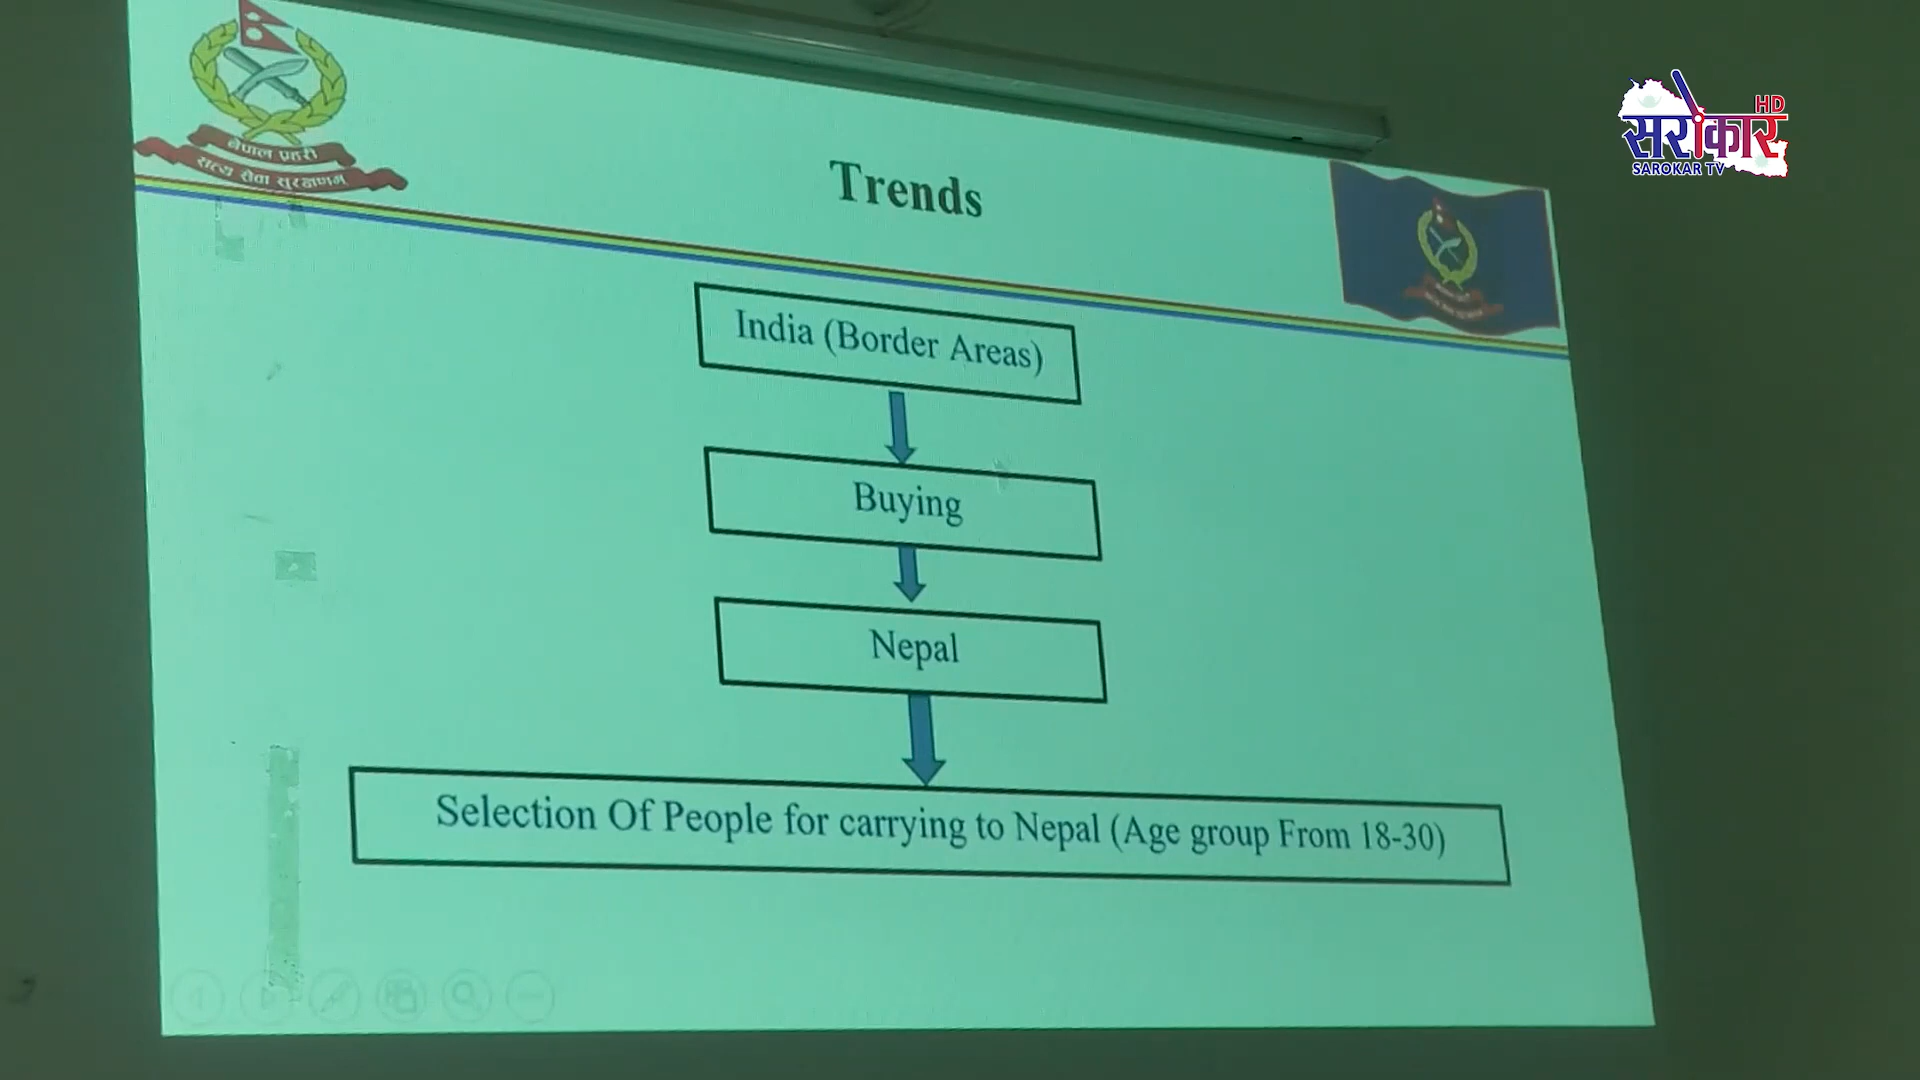 HD
सरोकार
SAROKAR TV
नेपाल प्रहरी
सत्य सेवा सुरक्षणम्
Trends
India (Border Areas)
Buying
Nepal
Selection Of People for carrying to Nepal (Age group From 18-30)